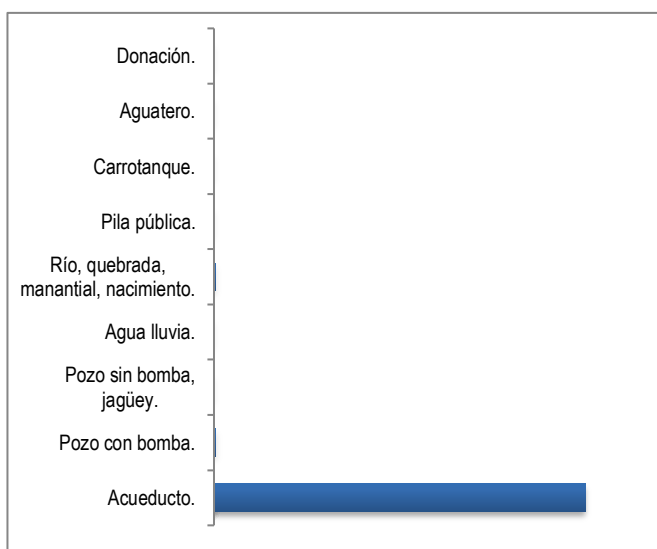 Donación.
Aguatero.
Carrotanque.
Pila pública.
Río, quebrada,
manantial, nacimiento.
Agua lluvia.
Pozo sin bomba,
jagüey.
Pozo con bomba.
Acueducto.